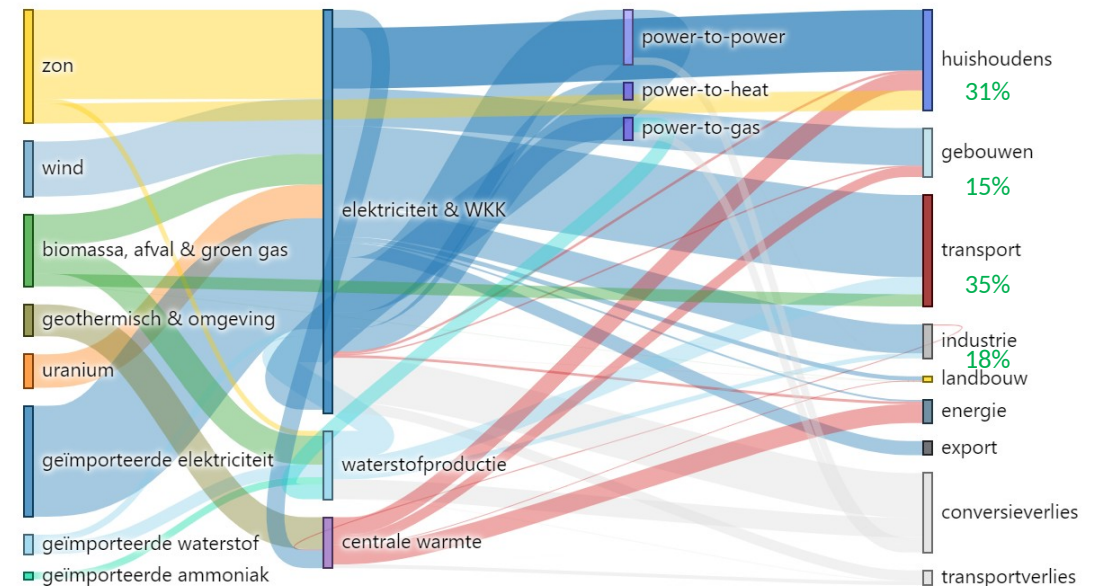 zon
wind
biomassa, afval & groen gas
geothermisch & omgeving
uranium
geïmporteerde elektriciteit
geïmporteerde waterstof
geïmporteerde ammoniak
elektriciteit & WKK
waterstofproductie
centrale warmte
power-to-power
power-to-heat
power-to-gas
huishoudens
31%
gebouwen
15%
transport
35%
industrie
18%
landbouw
energie
export
conversieverlies
transportverlies